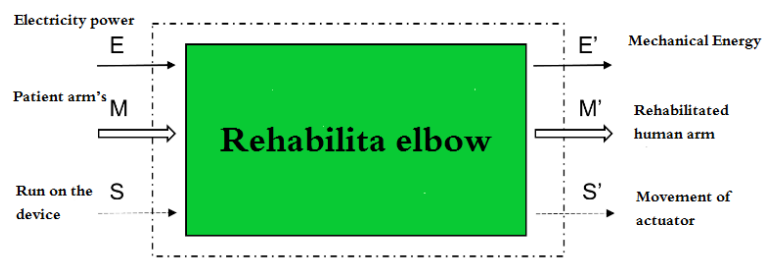 Electricity power
E
E'
Mechanical Energy
Patient arm's
M
M'
Rehabilitated
human arm
Rehabilita elbow
Run on the
device
S
S'
Movement of
actuator